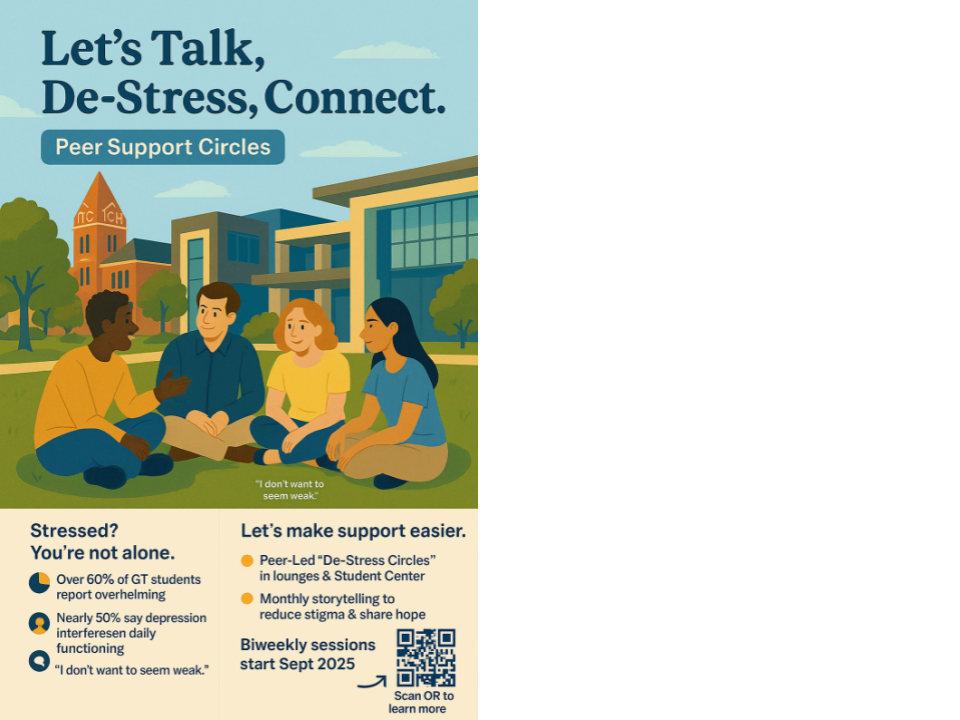 Let's Talk,
De-Stress, Connect.
Peer Support Circles
"I don't want to
seem weak."
Stressed?
You're not alone.
Over 60% of GT students
report overhelming
Nearly 50% say depression
interferesen daily
functioning
"I don't want to seem weak."
Let's make support easier.
Peer-Led "De-Stress Circles"
in lounges & Student Center
Monthly storytelling to
reduce stigma & share hope
Biweekly sessions
start Sept 2025
Scan OR to
learn more